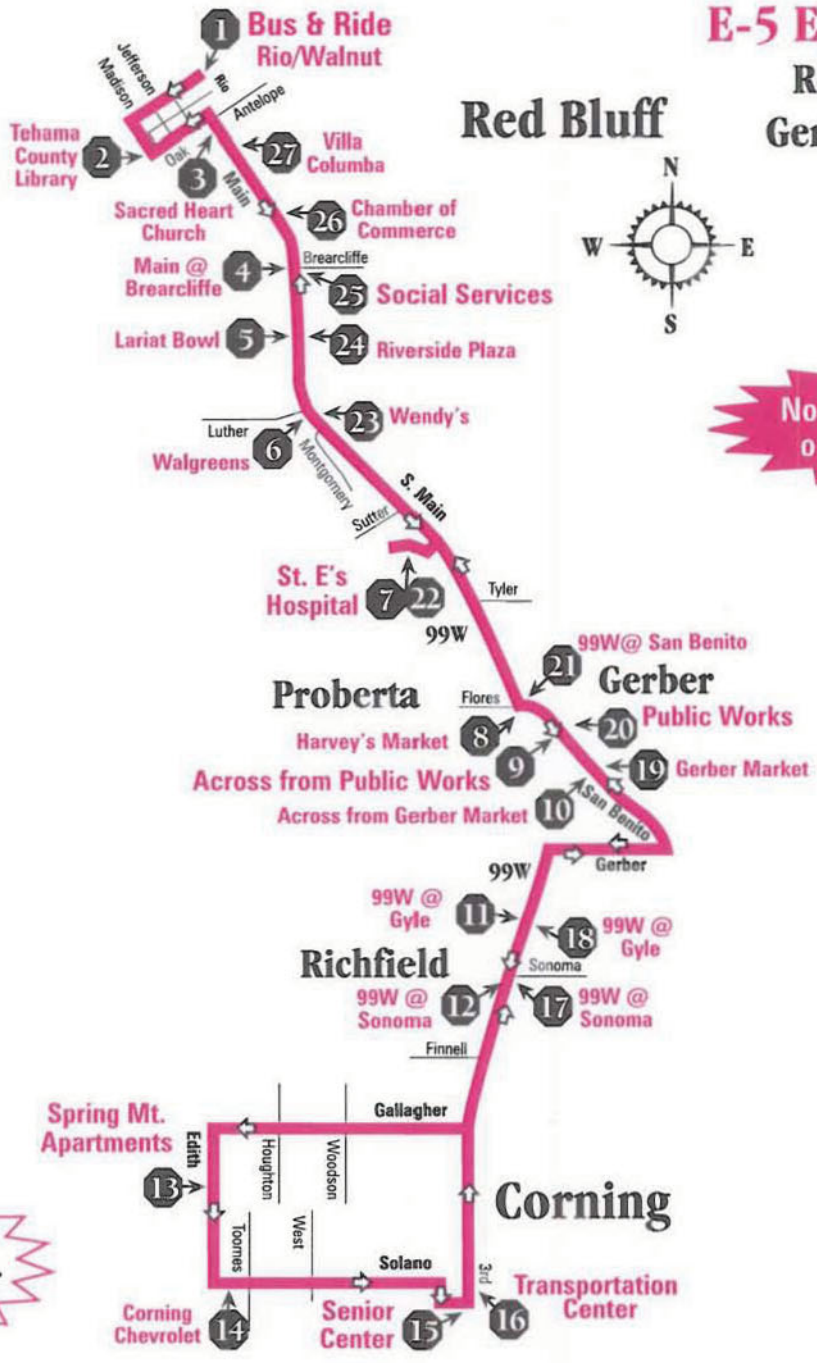 E-5 E
R
Ger
1
Bus & Ride
Rio/Walnut
Jefferson
Madison
Rio
Antelope
Red Bluff
Tehama
County
Library
2
Oak
3
Sacred Heart
Church
Main
27
Villa
Columba
26
Chamber of
Commerce
N
W
E
S
Main @
Brearcliffe
4
Brearcliffe
25
Social Services
Lariat Bowl
5
24
Riverside Plaza
No
o
Luther
6
Walgreens
23
Wendy's
Montgomery
S. Main
Sutter
St. E's
Hospital
7
22
Tyler
99W
99W@ San Benito
21
Gerber
Proberta
Flores
8
Harvey's Market
20
Public Works
9
Across from Public Works
19
Gerber Market
10
Across from Gerber Market
San Benito
Gerber
99W
99W @
Gyle
11
18
99W @
Gyle
Richfield
Sonoma
99W @
Sonoma
12
17
99W @
Sonoma
Finnell
Spring Mt.
Apartments
13
Edith
Gallagher
Houghton
Woodson
Corning
Toomes
West
Solano
3rd
Corning
Chevrolet
14
Senior
Center
15
16
Transportation
Center